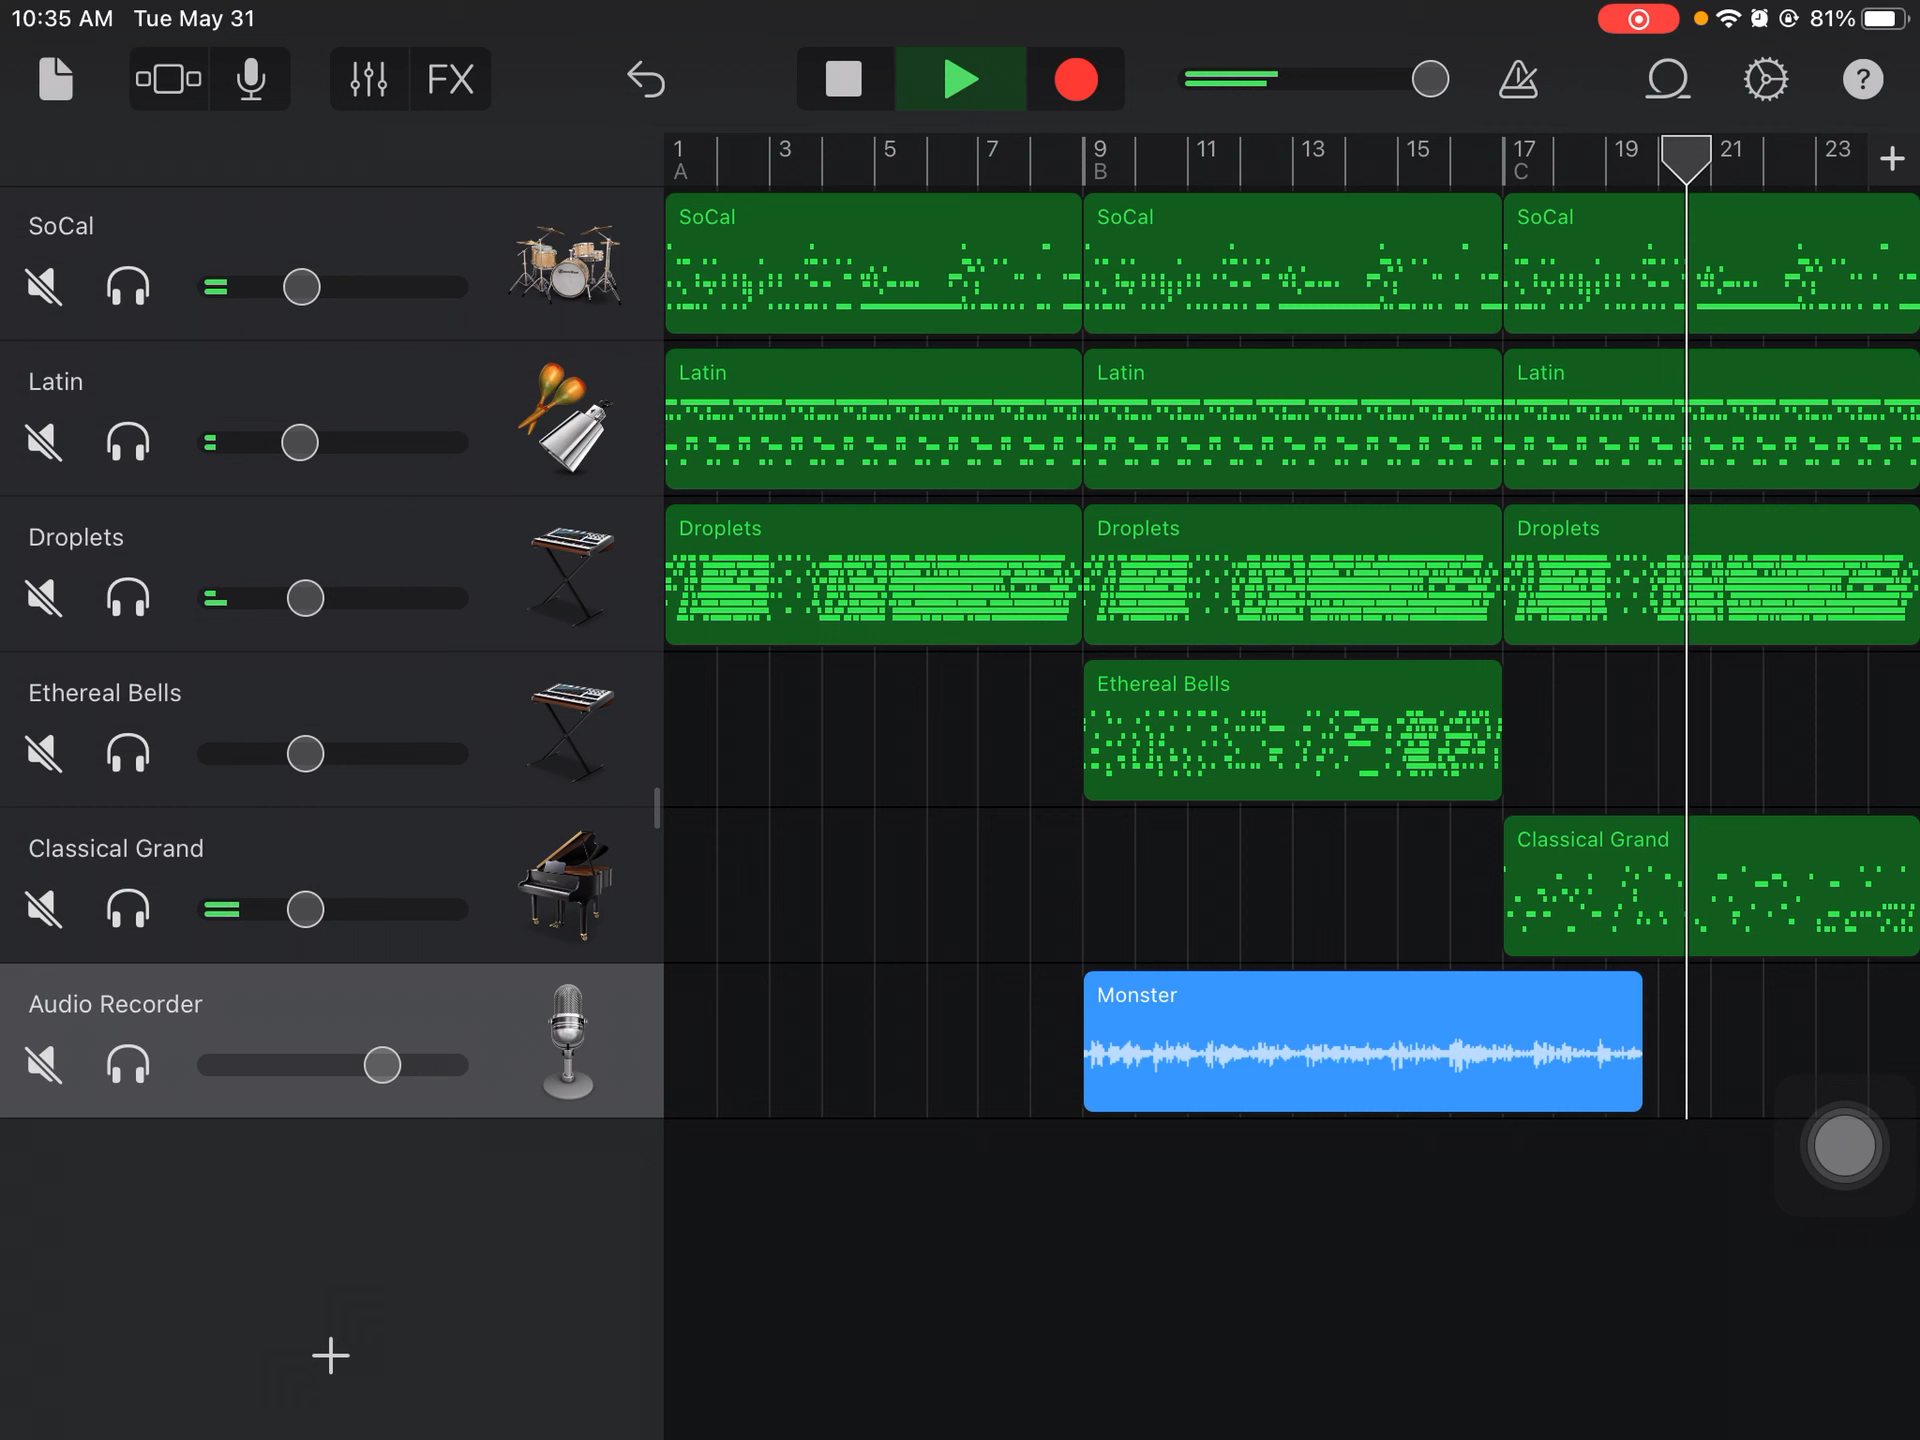 10:35 AM Tue May 31 81%
FX ?
1 3 5 7 9 11 13 15 17 19 21 23
A B C
SoCal SoCal SoCal SoCal
Latin Latin Latin Latin
Droplets Droplets Droplets Droplets
Ethereal Bells Ethereal Bells
Classical Grand Classical Grand
Audio Recorder Monster